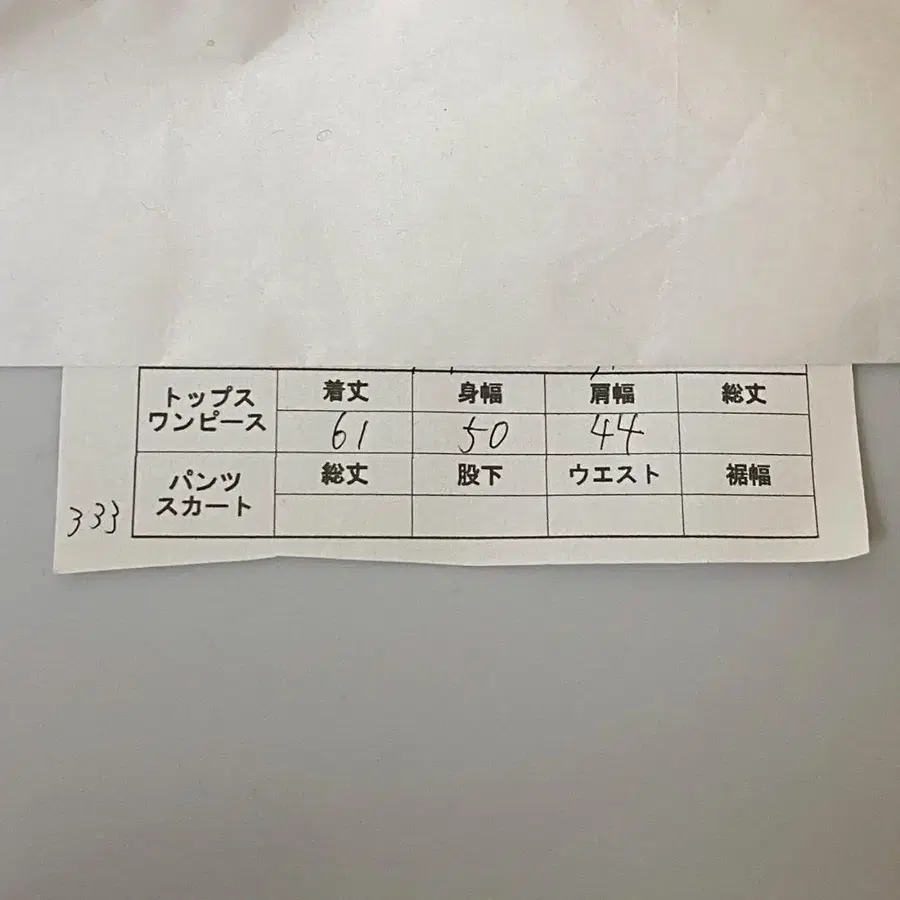 トップス
ワンピース
着丈 身幅 肩幅 総丈
61 50 44
パンツ
スカート
総丈 股下 ウエスト 裾幅
333